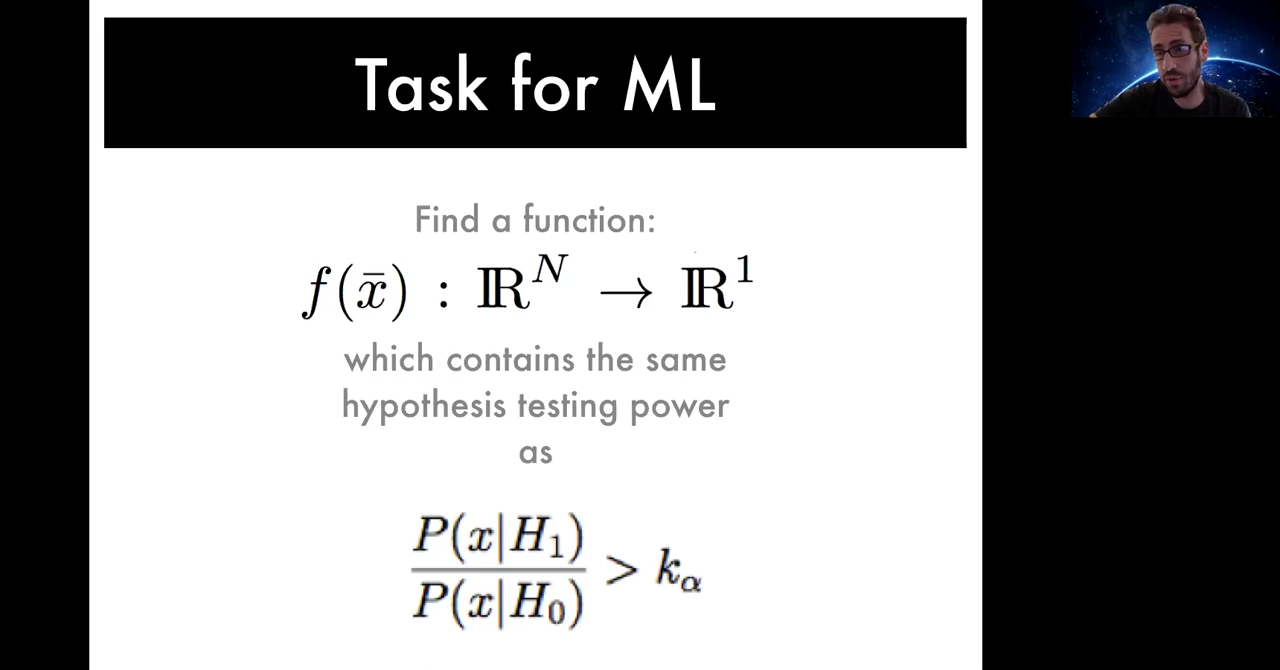 Task for ML
Find a function:
f(x̄) : ℝ^N → ℝ^1
which contains the same
hypothesis testing power
as
P(x|H₁)
P(x|H₀)
> k_α